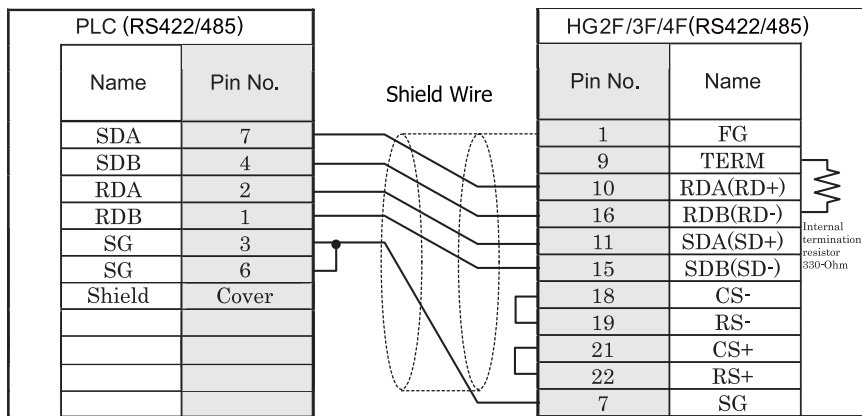 PLC (RS422/485)
Name Pin No.
SDA 7
SDB 4
RDA 2
RDB 1
SG 3
SG 6
Shield Cover
Shield Wire
HG2F/3F/4F(RS422/485)
Pin No. Name
1 FG
9 TERM
10 RDA(RD+)
16 RDB(RD-)
11 SDA(SD+)
15 SDB(SD-)
18 CS-
19 RS-
21 CS+
22 RS+
7 SG
Internal
termination
resistor
330-Ohm